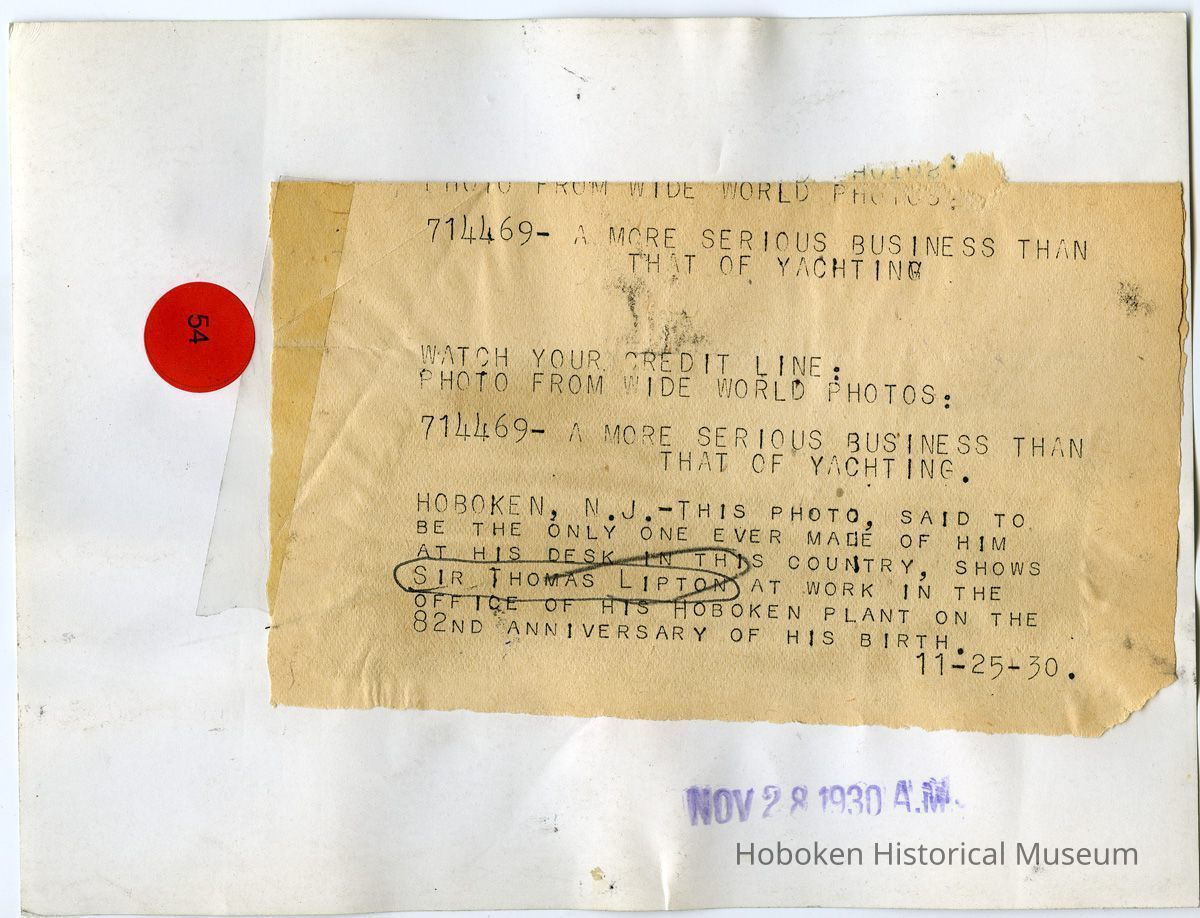 PHOTOS:
PHOTO FROM WIDE WORLD PHOTOS:
714469- A MORE SERIOUS BUSINESS THAN
THAT OF YACHTING
54
WATCH YOUR CREDIT LINE:
PHOTO FROM WIDE WORLD PHOTOS:
714469- A MORE SERIOUS BUSINESS THAN
THAT OF YACHTING.
HOBOKEN, N.J.-THIS PHOTO, SAID TO
BE THE ONLY ONE EVER MADE OF HIM
AT HIS DESK IN THIS COUNTRY, SHOWS
SIR THOMAS LIPTON AT WORK IN THE
OFFICE OF HIS HOBOKEN PLANT ON THE
82ND ANNIVERSARY OF HIS BIRTH.
11-25-30.
NOV 28 1930 A.M.
Hoboken Historical Museum